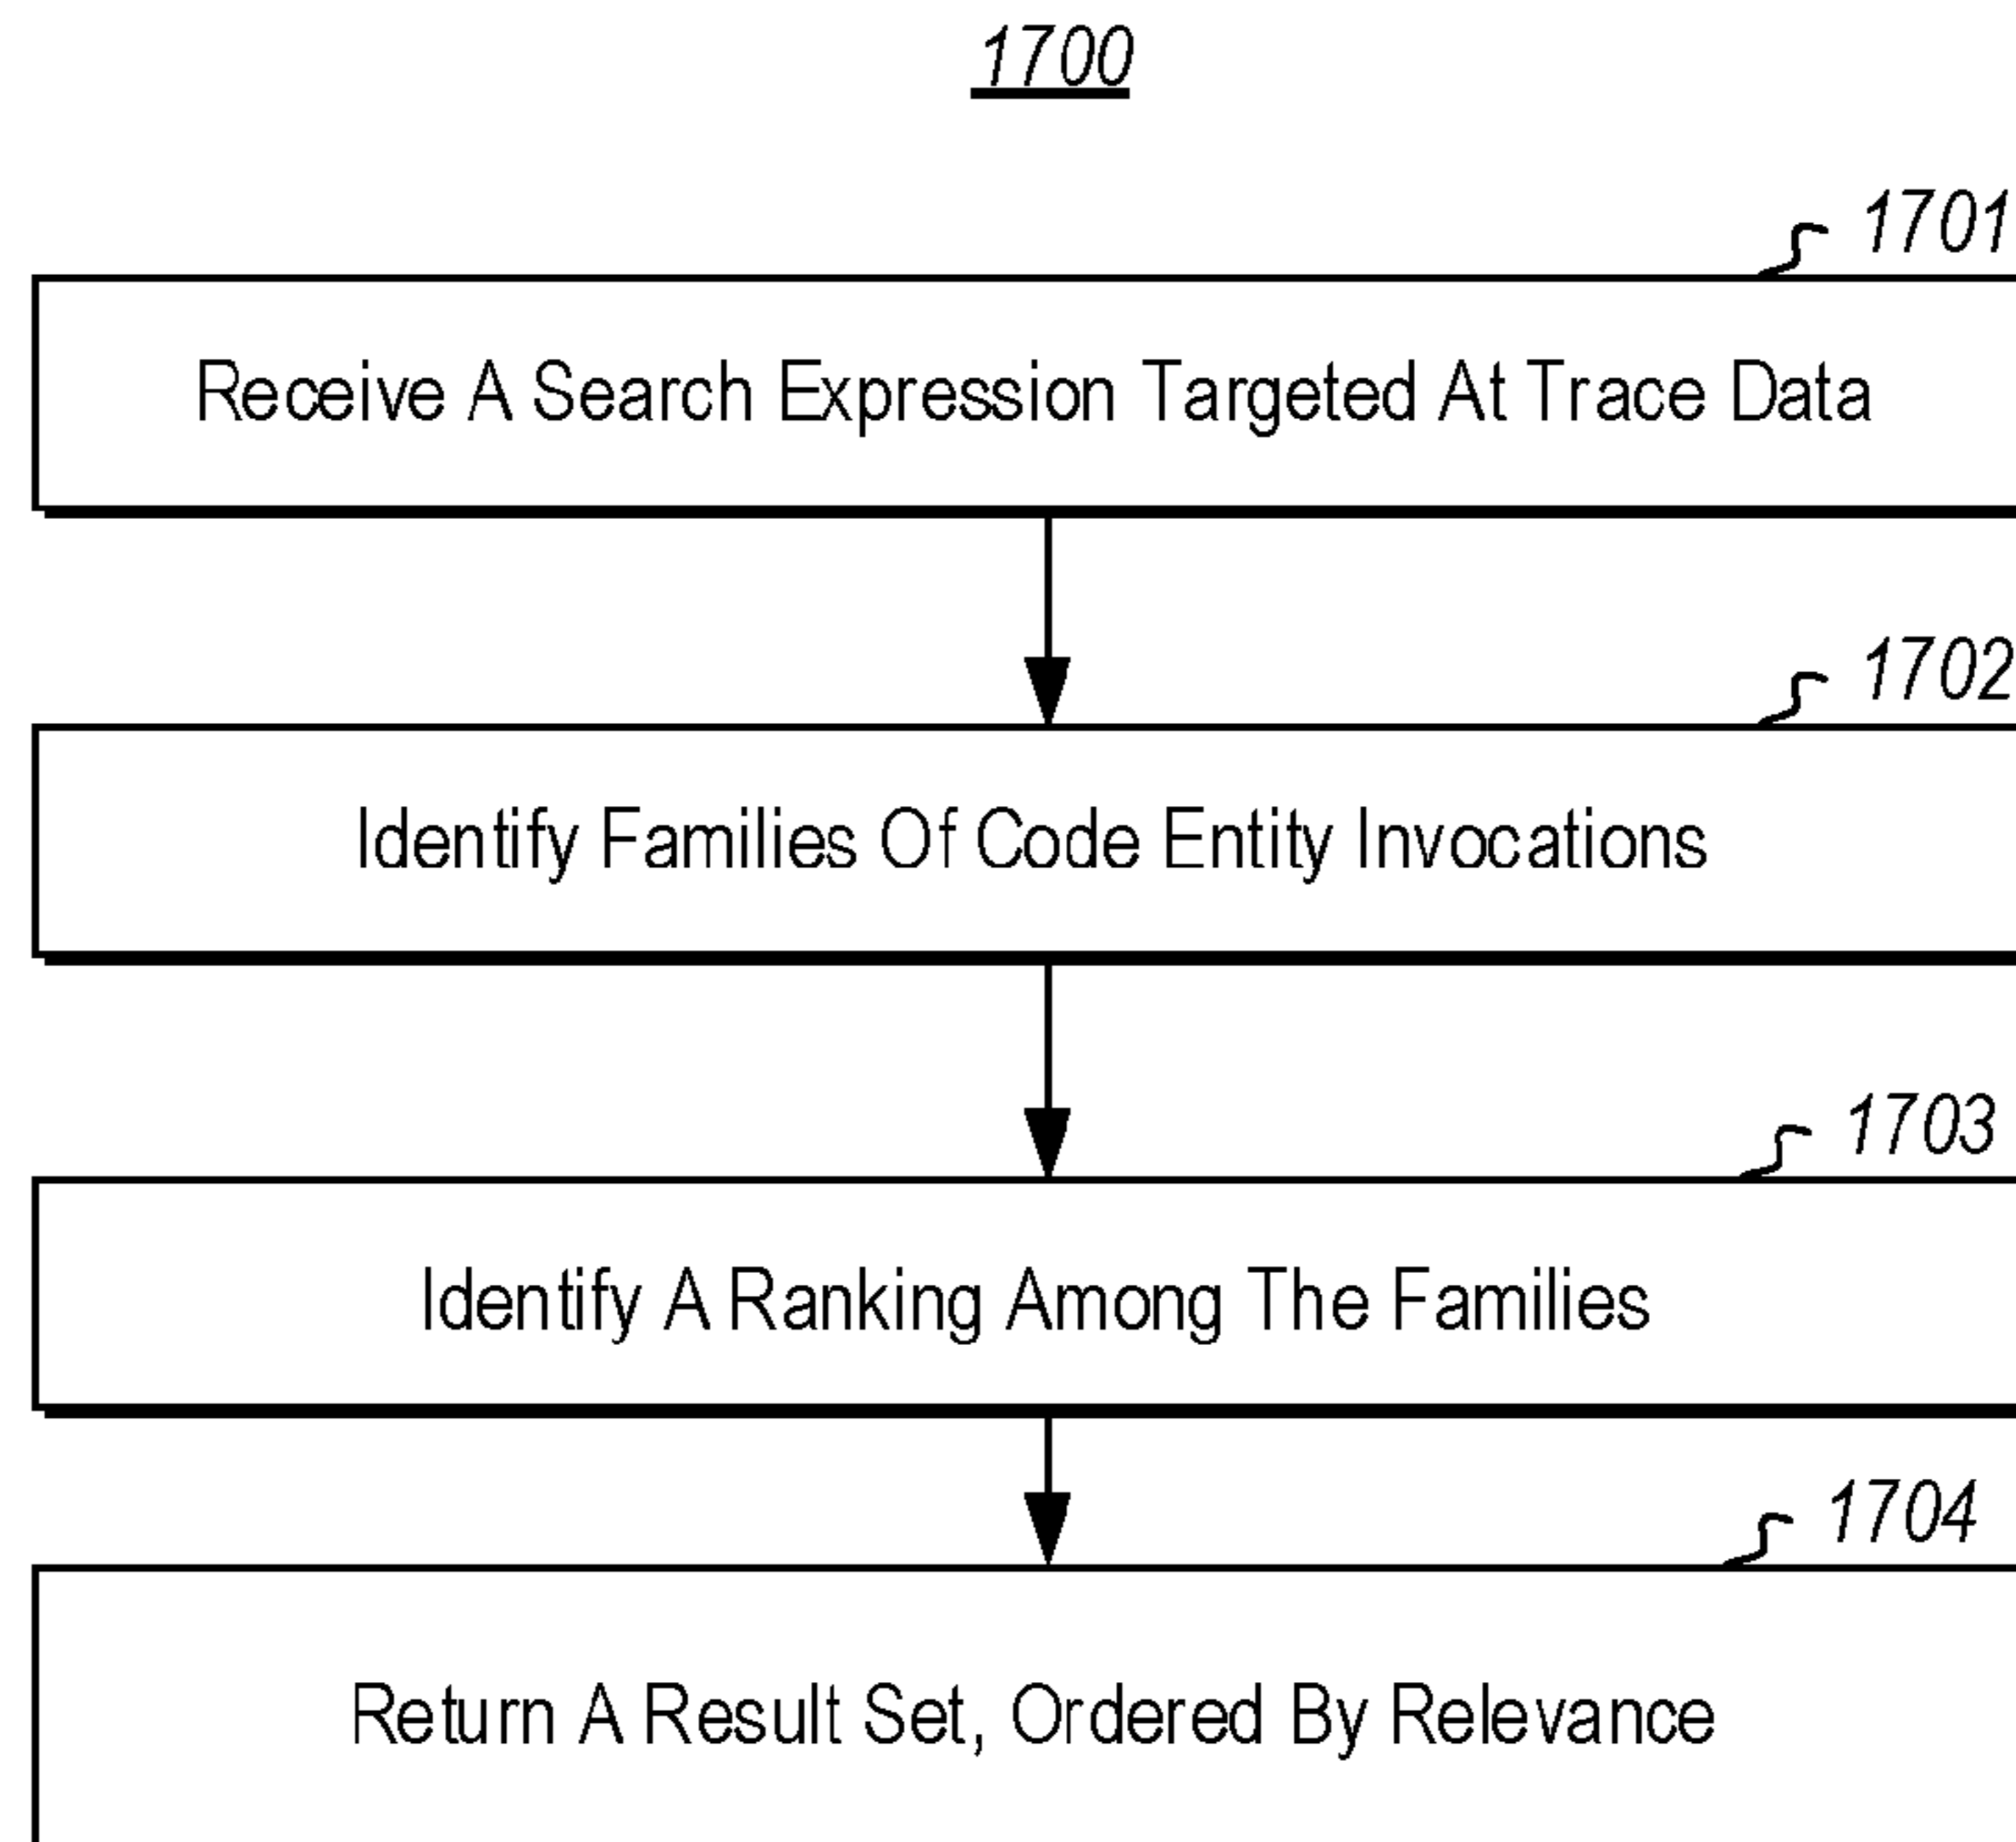 1700
1701
Receive A Search Expression Targeted At Trace Data
1702
Identify Families Of Code Entity Invocations
1703
Identify A Ranking Among The Families
1704
Return A Result Set, Ordered By Relevance